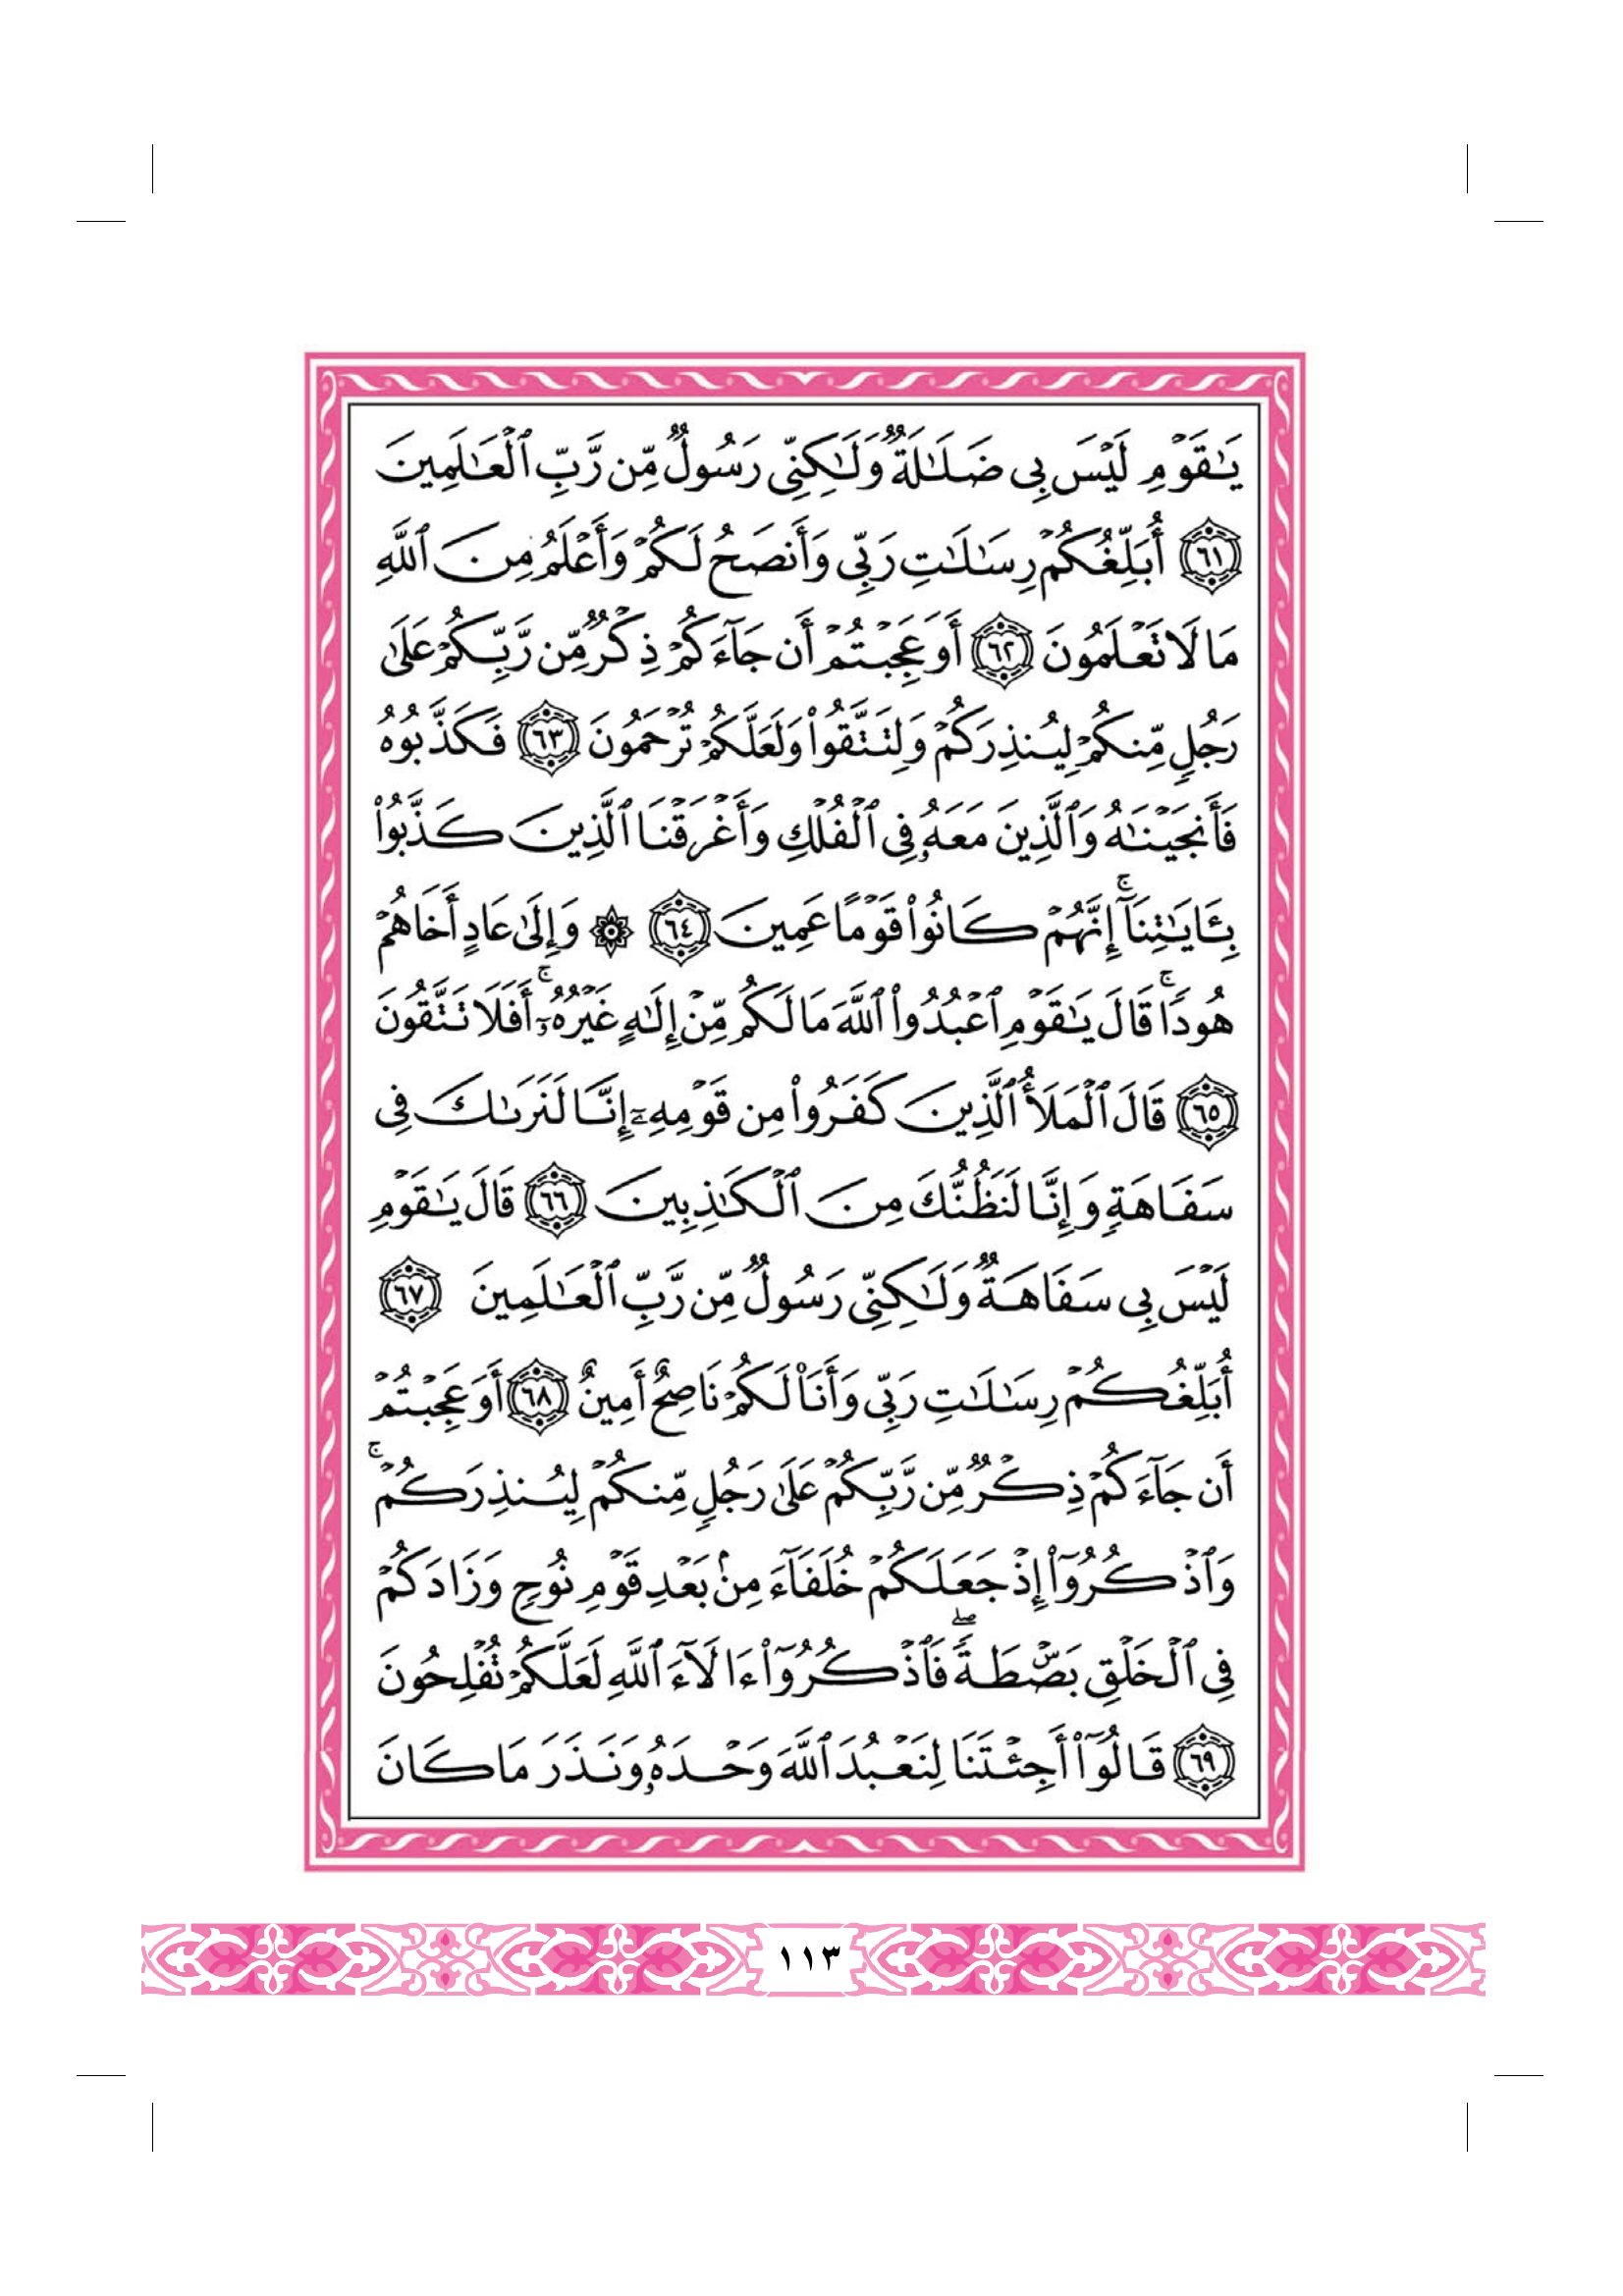 يَٰقَوۡمِ لَيۡسَ بِي ضَلَٰلَةٞ وَلَٰكِنِّي رَسُولٞ مِّن رَّبِّ ٱلۡعَٰلَمِينَ
٦١ أُبَلِّغُكُمۡ رِسَٰلَٰتِ رَبِّي وَأَنصَحُ لَكُمۡ وَأَعۡلَمُ مِنَ ٱللَّهِ
مَا لَا تَعۡلَمُونَ ٦٢ أَوَعَجِبۡتُمۡ أَن جَآءَكُمۡ ذِكۡرٞ مِّن رَّبِّكُمۡ عَلَىٰ
رَجُلٖ مِّنكُمۡ لِيُنذِرَكُمۡ وَلِتَتَّقُواْ وَلَعَلَّكُمۡ تُرۡحَمُونَ ٦٣ فَكَذَّبُوهُ
فَأَنجَيۡنَٰهُ وَٱلَّذِينَ مَعَهُۥ فِي ٱلۡفُلۡكِ وَأَغۡرَقۡنَا ٱلَّذِينَ كَذَّبُواْ
بِـَٔايَٰتِنَآۚ إِنَّهُمۡ كَانُواْ قَوۡمًا عَمِينَ ٦٤ ۞ وَإِلَىٰ عَادٍ أَخَاهُمۡ
هُودٗاۚ قَالَ يَٰقَوۡمِ ٱعۡبُدُواْ ٱللَّهَ مَا لَكُم مِّنۡ إِلَٰهٍ غَيۡرُهُۥٓۚ أَفَلَا تَتَّقُونَ
٦٥ قَالَ ٱلۡمَلَأُ ٱلَّذِينَ كَفَرُواْ مِن قَوۡمِهِۦٓ إِنَّا لَنَرَىٰكَ فِي
سَفَاهَةٖ وَإِنَّا لَنَظُنُّكَ مِنَ ٱلۡكَٰذِبِينَ ٦٦ قَالَ يَٰقَوۡمِ
لَيۡسَ بِي سَفَاهَةٞ وَلَٰكِنِّي رَسُولٞ مِّن رَّبِّ ٱلۡعَٰلَمِينَ ٦٧
أُبَلِّغُكُمۡ رِسَٰلَٰتِ رَبِّي وَأَنَا۠ لَكُمۡ نَاصِحٌ أَمِينٌ ٦٨ أَوَعَجِبۡتُمۡ
أَن جَآءَكُمۡ ذِكۡرٞ مِّن رَّبِّكُمۡ عَلَىٰ رَجُلٖ مِّنكُمۡ لِيُنذِرَكُمۡۚ
وَٱذۡكُرُوٓاْ إِذۡ جَعَلَكُمۡ خُلَفَآءَ مِنۢ بَعۡدِ قَوۡمِ نُوحٖ وَزَادَكُمۡ
فِي ٱلۡخَلۡقِ بَصۜۡطَةٗۖ فَٱذۡكُرُوٓاْ ءَالَآءَ ٱللَّهِ لَعَلَّكُمۡ تُفۡلِحُونَ
٦٩ قَالُوٓاْ أَجِئۡتَنَا لِنَعۡبُدَ ٱللَّهَ وَحۡدَهُۥ وَنَذَرَ مَا كَانَ
١١٣